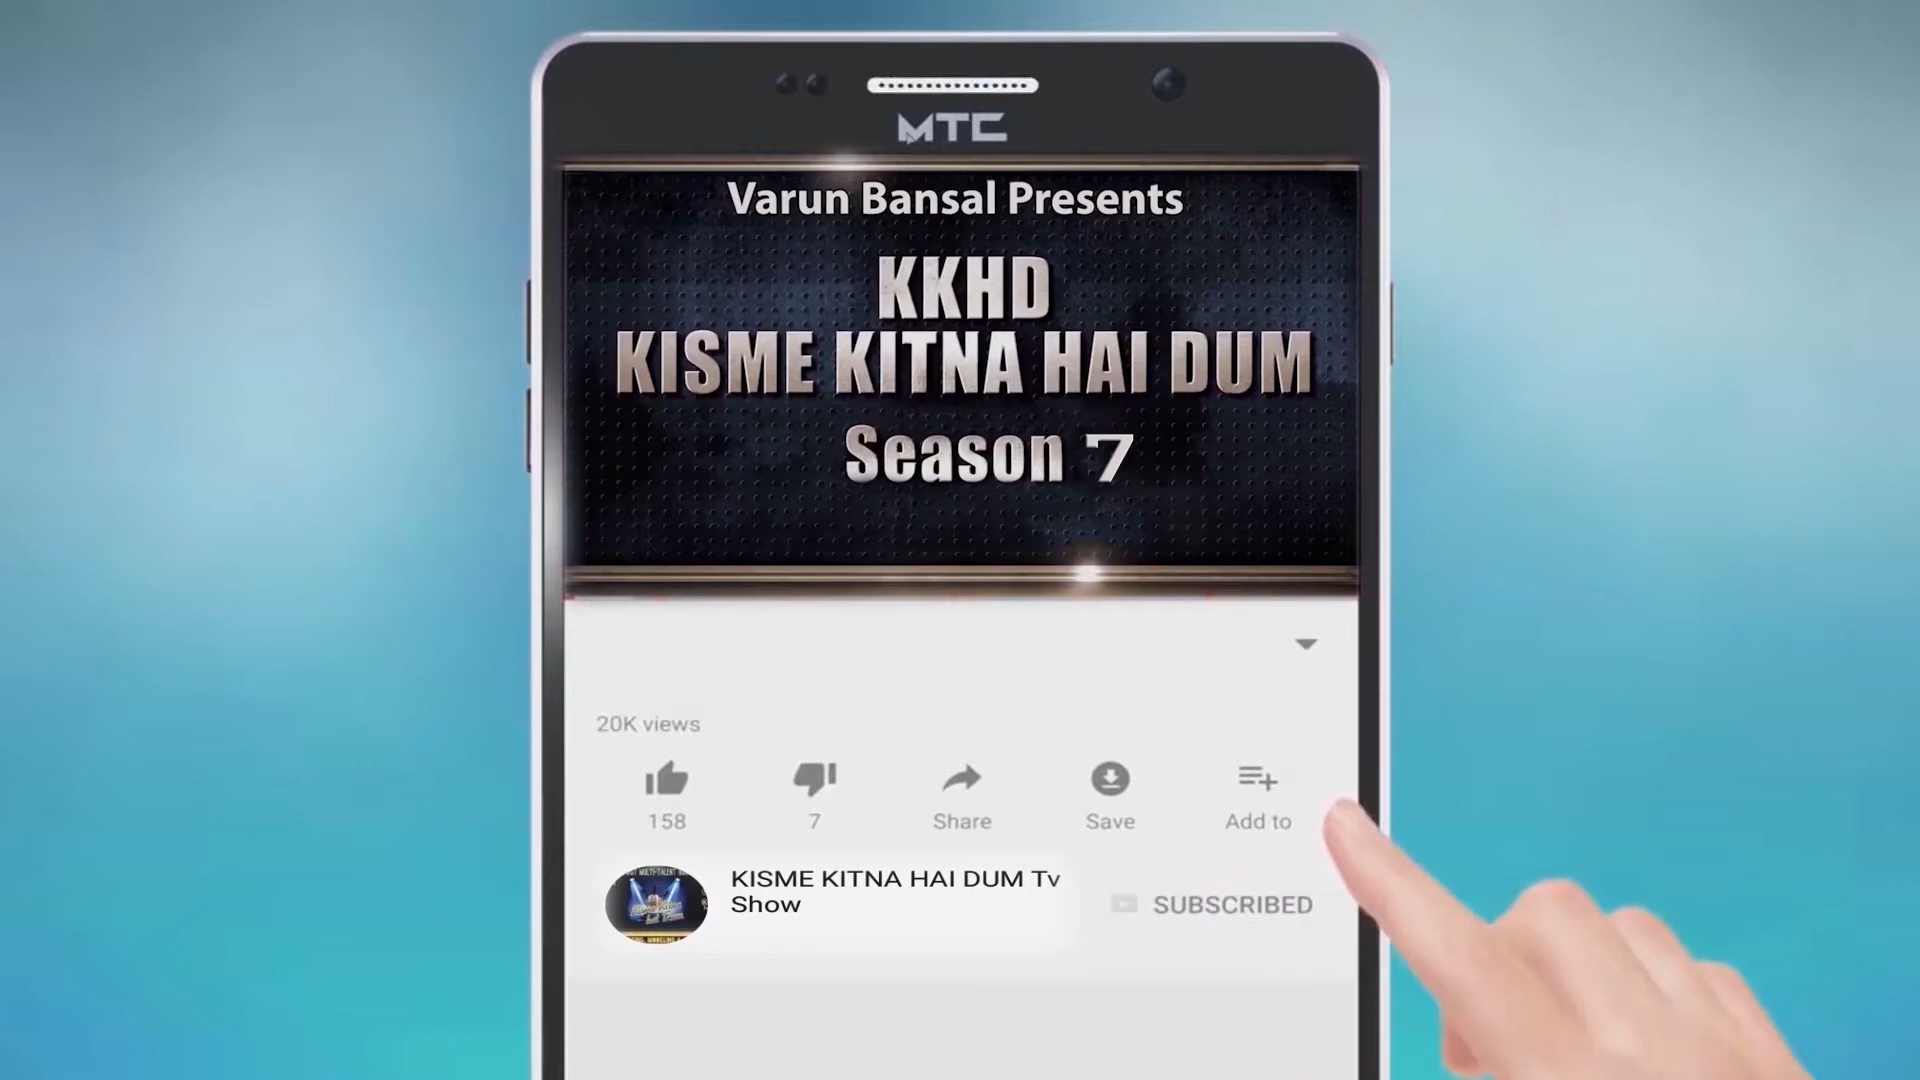 MTC
Varun Bansal Presents
KKHD
KISME KITNA HAI DUM
Season 7
20K views
158
7
Share
Save
Add to
KISME KITNA HAI DUM Tv
Show
SUBSCRIBED